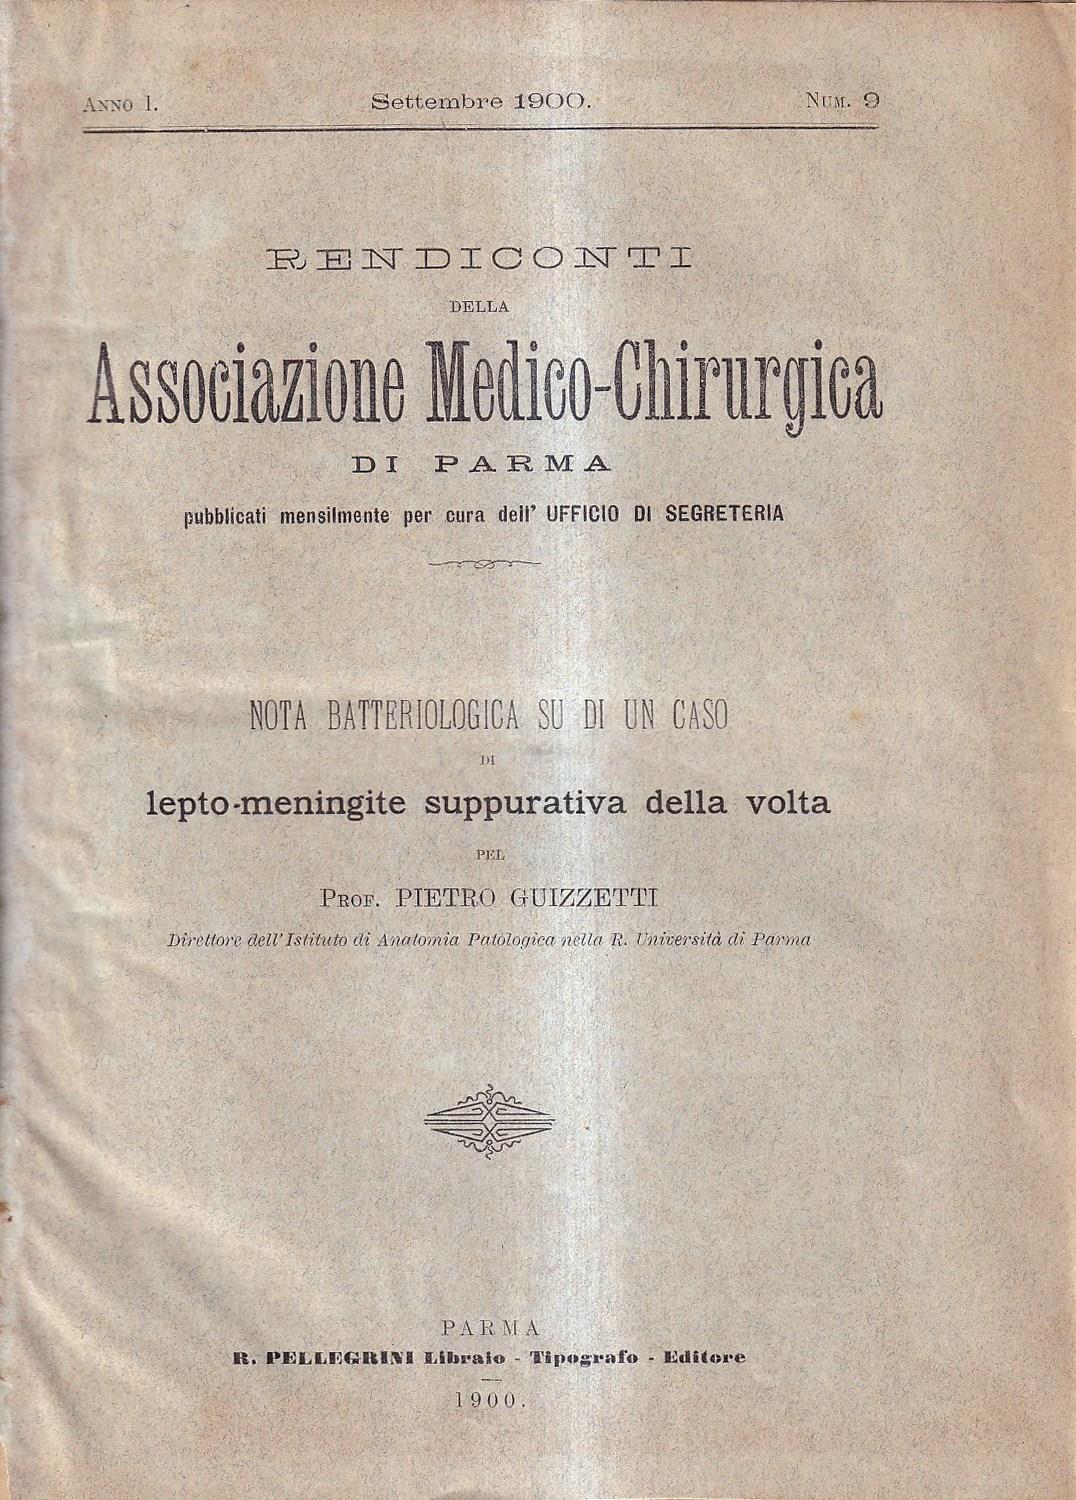 Anno 1.
Settembre 1900.
Num. 9
RENDICONTI
DELLA
Associazione Medico-Chirurgica
DI PARMA
pubblicati mensilmente per cura dell' UFFICIO DI SEGRETERIA
NOTA BATTERIOLOGICA SU DI UN CASO
DI
lepto-meningite suppurativa della volta
PEL
Prof. PIETRO GUIZZETTI
Direttore dell'Istituto di Anatomia Patologica nella R. Università di Parma
PARMA
R. PELLEGRINI Libraio - Tipografo - Editore
1900.